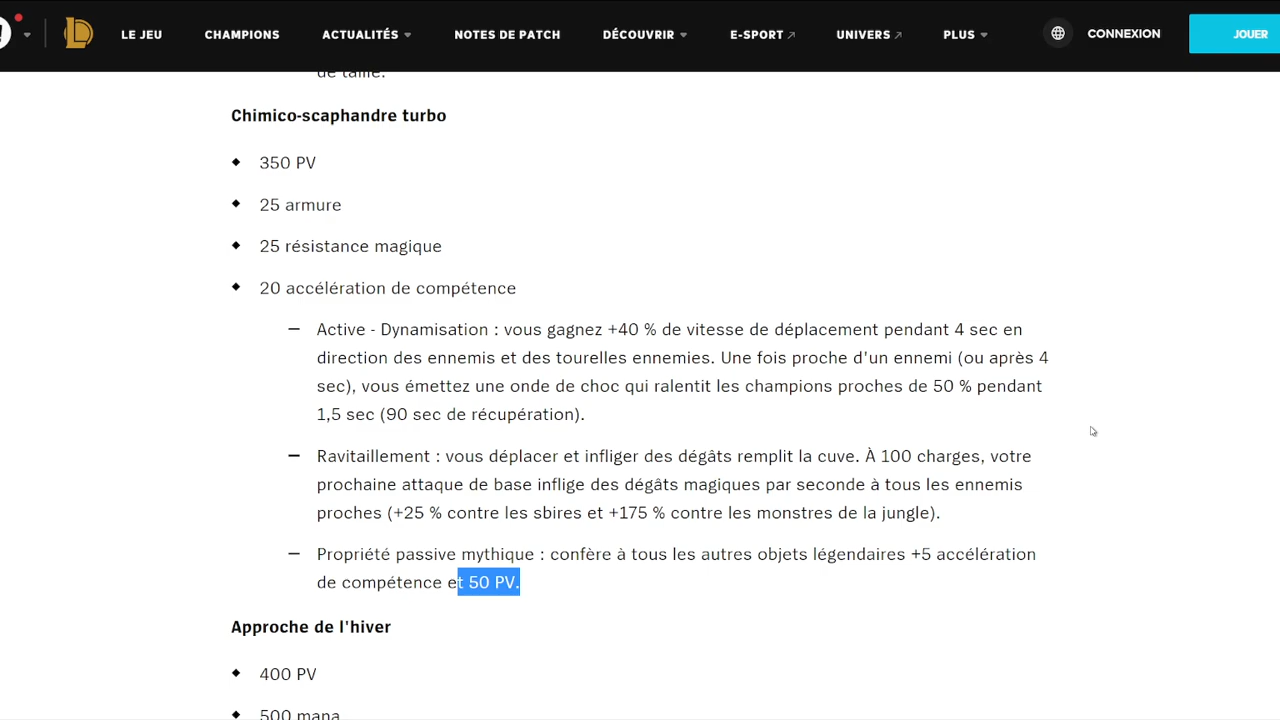 LE JEU CHAMPIONS ACTUALITÉS NOTES DE PATCH DÉCOUVRIR E-SPORT UNIVERS PLUS CONNEXION JOUER
de taille.
Chimico-scaphandre turbo
350 PV
25 armure
25 résistance magique
20 accélération de compétence
— Active - Dynamisation : vous gagnez +40 % de vitesse de déplacement pendant 4 sec en
direction des ennemis et des tourelles ennemies. Une fois proche d'un ennemi (ou après 4
sec), vous émettez une onde de choc qui ralentit les champions proches de 50 % pendant
1,5 sec (90 sec de récupération).
— Ravitaillement : vous déplacer et infliger des dégâts remplit la cuve. À 100 charges, votre
prochaine attaque de base inflige des dégâts magiques par seconde à tous les ennemis
proches (+25 % contre les sbires et +175 % contre les monstres de la jungle).
— Propriété passive mythique : confère à tous les autres objets légendaires +5 accélération
de compétence et 50 PV.
Approche de l'hiver
400 PV
500 mana